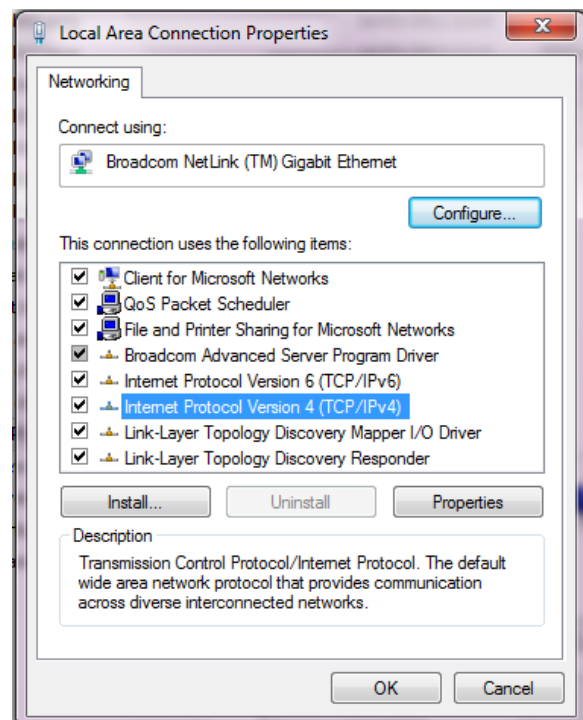 Local Area Connection Properties
Networking
Connect using:
Broadcom NetLink (TM) Gigabit Ethernet
Configure...
This connection uses the following items:
Client for Microsoft Networks
QoS Packet Scheduler
File and Printer Sharing for Microsoft Networks
Broadcom Advanced Server Program Driver
Internet Protocol Version 6 (TCP/IPv6)
Internet Protocol Version 4 (TCP/IPv4)
Link-Layer Topology Discovery Mapper I/O Driver
Link-Layer Topology Discovery Responder
Install... Uninstall Properties
Description
Transmission Control Protocol/Internet Protocol. The default
wide area network protocol that provides communication
across diverse interconnected networks.
OK Cancel